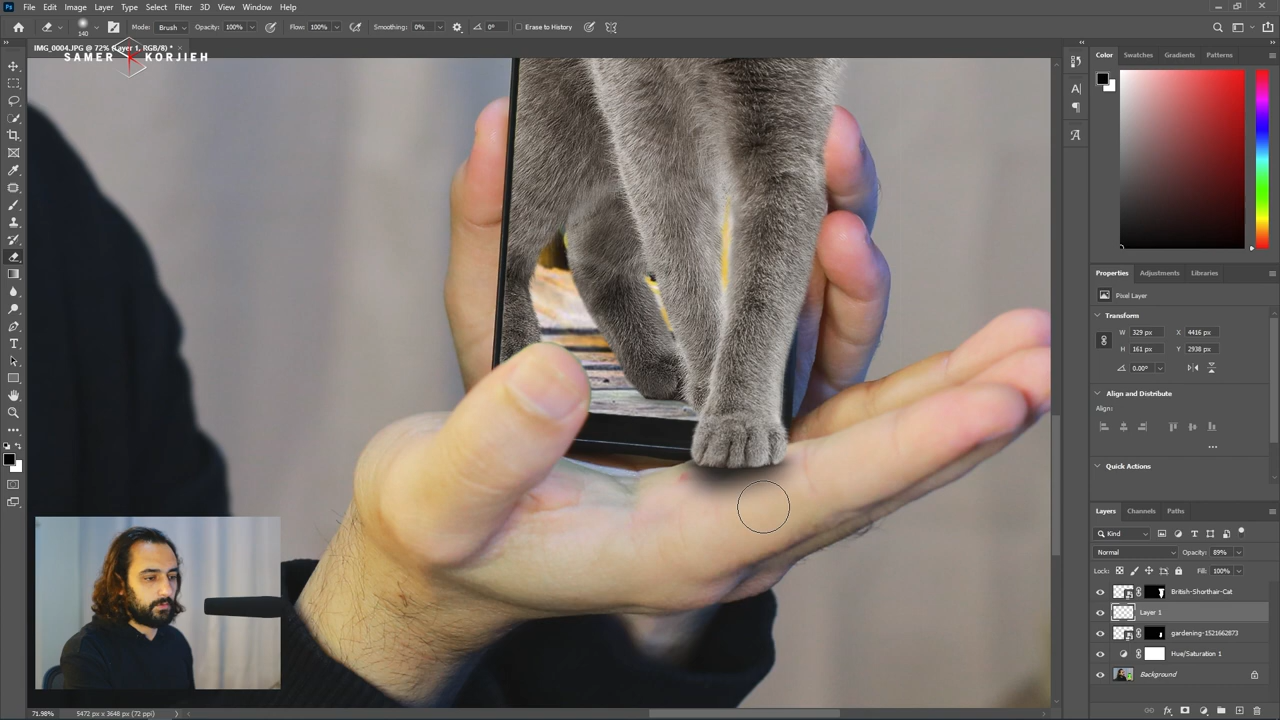 Ps File Edit Image Layer Type Select Filter 3D View Window Help
140 Mode: Brush Opacity: 100% Flow: 100% Smoothing: 0% 0° Erase to History
IMG_0004.JPG @ 72% (Layer 1, RGB/8) *
SAMER KORJIEH
Color Swatches Gradients Patterns
Properties Adjustments Libraries
Pixel Layer
Transform
W 329 px X 4416 px
H 161 px Y 2938 px
0.00°
Align and Distribute
Align:
Quick Actions
Layers Channels Paths
Kind
Normal Opacity: 89%
Lock: Fill: 100%
British-Shorthair-Cat
Layer 1
gardening-1521662873
Hue/Saturation 1
Background
71.98% 5472 px x 3648 px (72 ppi)